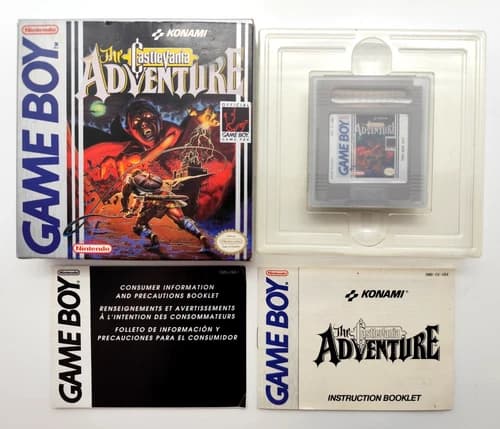 Nintendo
GAME BOY
TM
KONAMI®
The Castlevania
ADVENTURE
OFFICIAL
GAME BOY
GAME PAK
Nintendo
GAME BOY
The Castlevania
ADVENTURE
GAME BOY
CONSUMER INFORMATION
AND PRECAUTIONS BOOKLET
RENSEIGNEMENTS ET AVERTISSEMENTS
À L'INTENTION DES CONSOMMATEURS
FOLLETO DE INFORMACIÓN Y
PRECAUCIONES PARA EL CONSUMIDOR
Nintendo
GAME BOY
KONAMI®
The Castlevania
ADVENTURE
INSTRUCTION BOOKLET